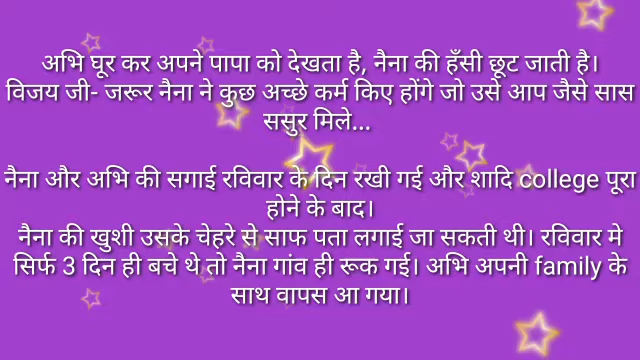 अभि घूर कर अपने पापा को देखता है, नैना की हँसी छूट जाती है।
विजय जी- जरूर नैना ने कुछ अच्छे कर्म किए होंगे जो उसे आप जैसे सास
ससुर मिले...
नैना और अभि की सगाई रविवार के दिन रखी गई और शादि college पूरा
होने के बाद।
नैना की खुशी उसके चेहरे से साफ पता लगाई जा सकती थी। रविवार मे
सिर्फ 3 दिन ही बचे थे तो नैना गांव ही रूक गई। अभि अपनी family के
साथ वापस आ गया।